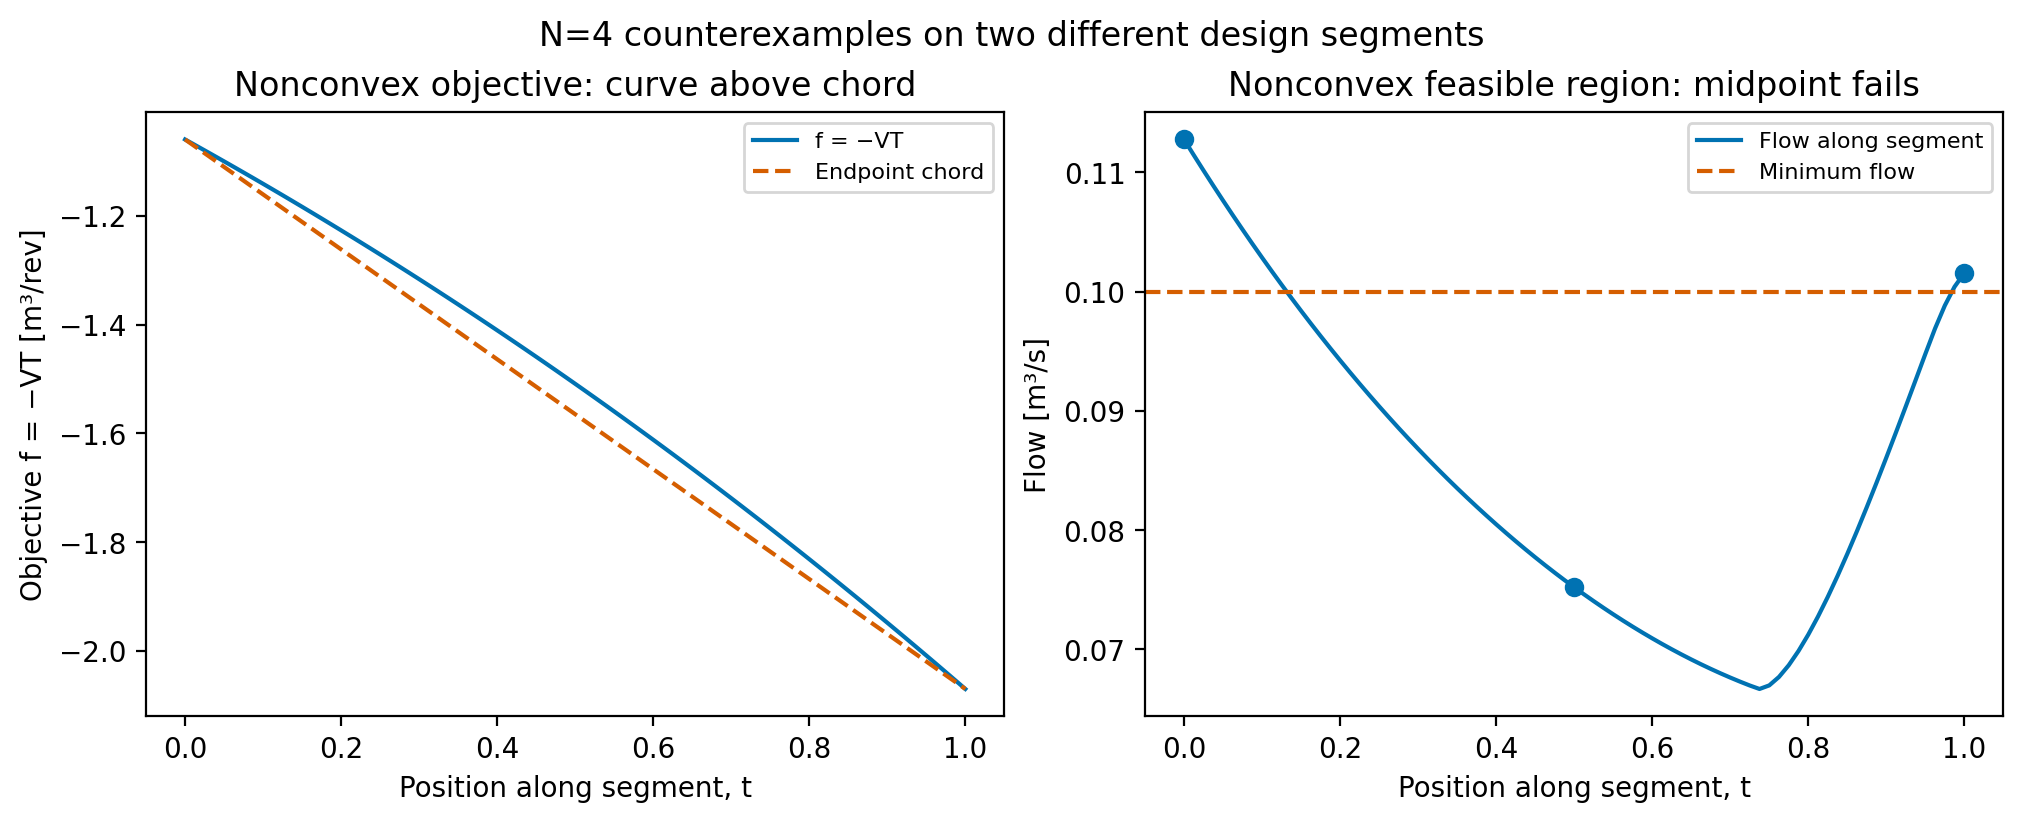 N=4 counterexamples on two different design segments
Nonconvex objective: curve above chord
f = −VT
Endpoint chord
Objective f = −VT [m³/rev]
−1.2
−1.4
−1.6
−1.8
−2.0
0.0 0.2 0.4 0.6 0.8 1.0
Position along segment, t
Nonconvex feasible region: midpoint fails
Flow along segment
Minimum flow
Flow [m³/s]
0.11
0.10
0.09
0.08
0.07
0.0 0.2 0.4 0.6 0.8 1.0
Position along segment, t